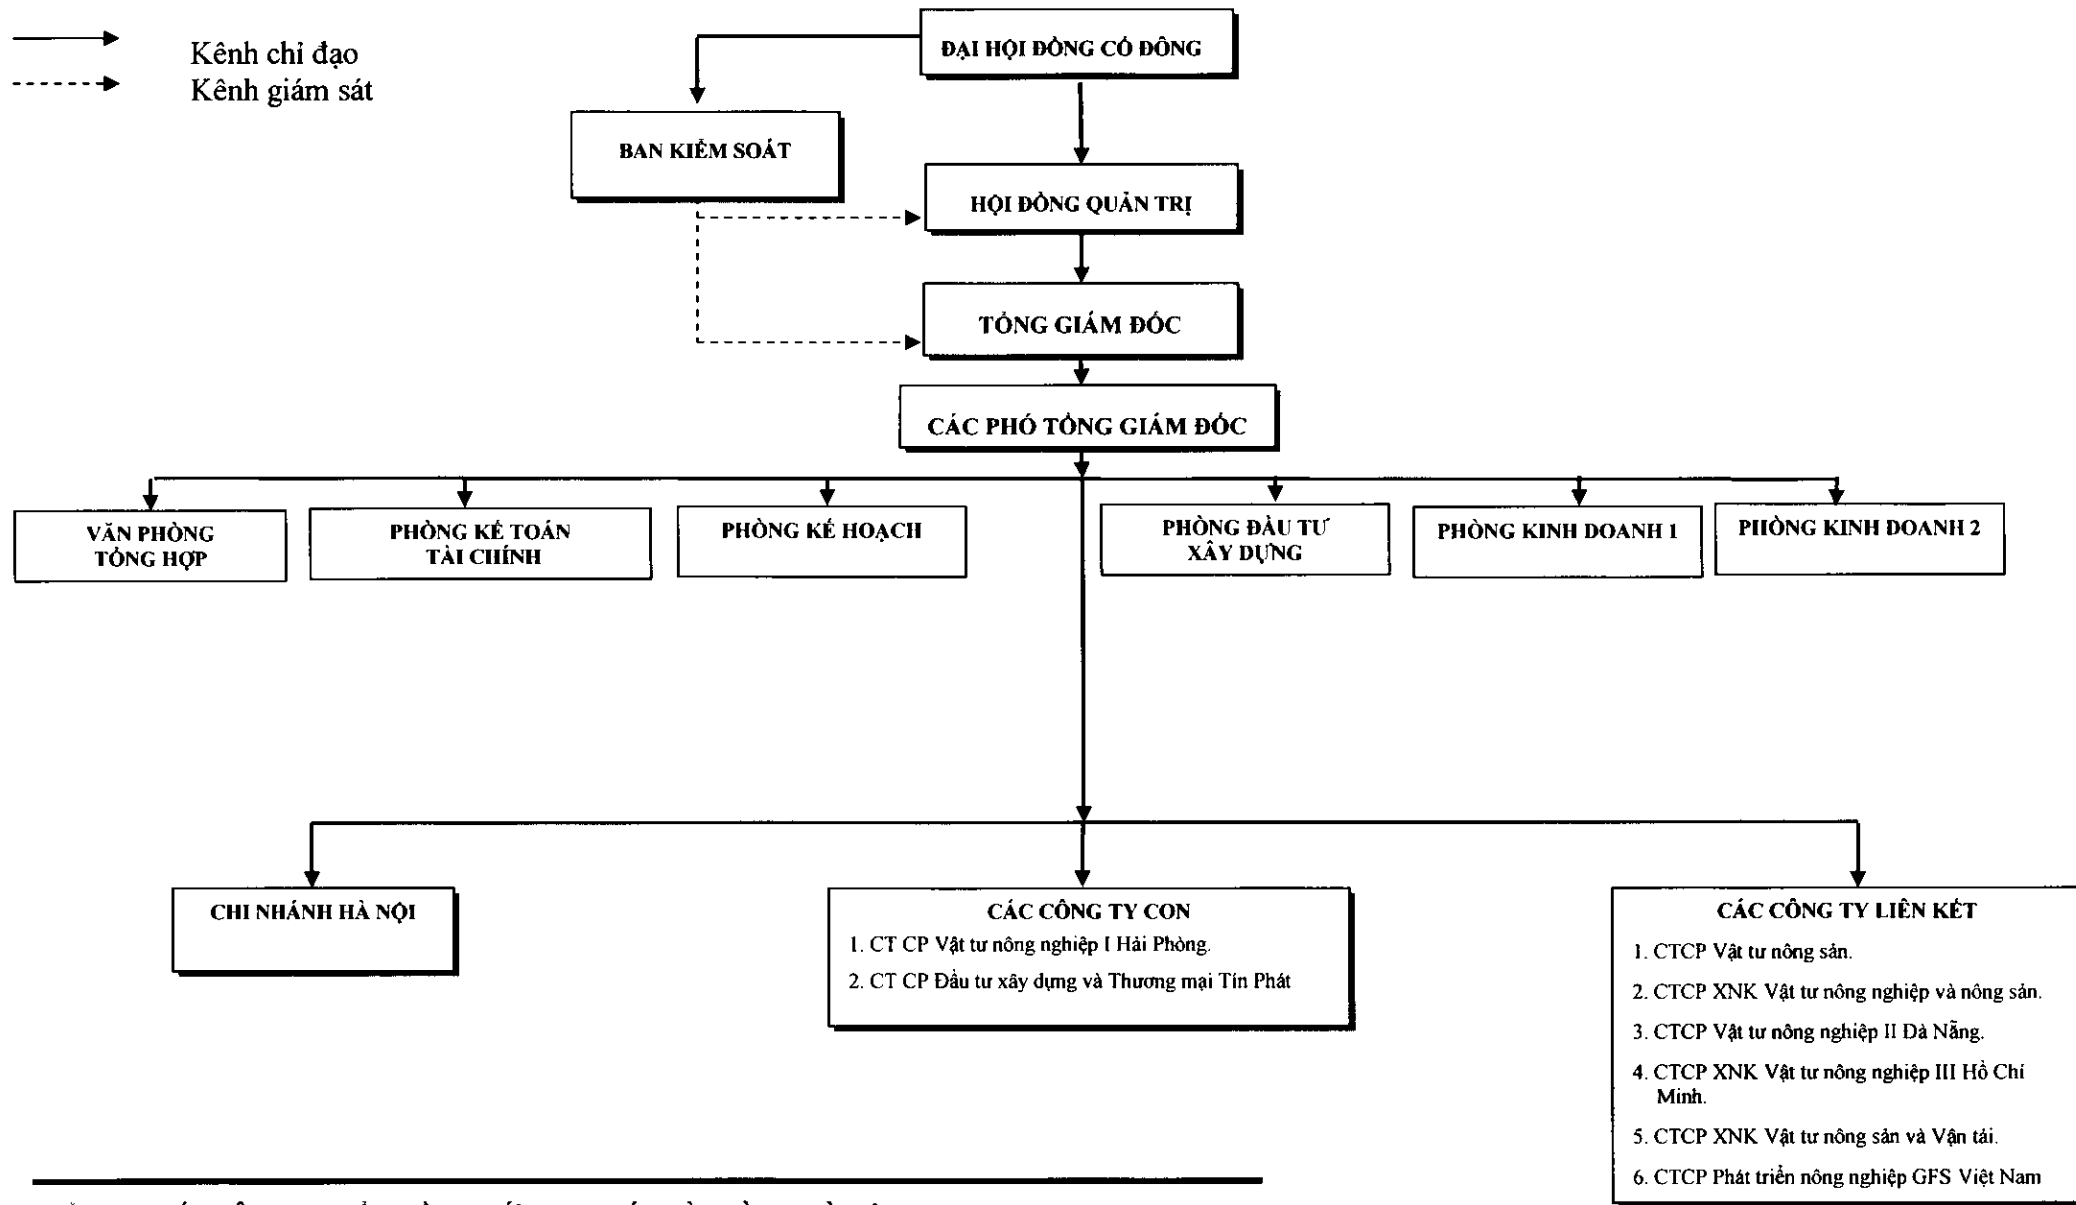 Kênh chỉ đạo
Kênh giám sát
ĐẠI HỘI ĐỒNG CỔ ĐÔNG
BAN KIỂM SOÁT
HỘI ĐỒNG QUẢN TRỊ
TỔNG GIÁM ĐỐC
CÁC PHÓ TỔNG GIÁM ĐỐC
VĂN PHÒNG
TỔNG HỢP
PHÒNG KẾ TOÁN
TÀI CHÍNH
PHÒNG KẾ HOẠCH
PHÒNG ĐẦU TƯ
XÂY DỰNG
PHÒNG KINH DOANH 1
PHÒNG KINH DOANH 2
CHI NHÁNH HÀ NỘI
CÁC CÔNG TY CON
1. CT CP Vật tư nông nghiệp I Hải Phòng.
2. CT CP Đầu tư xây dựng và Thương mại Tín Phát
CÁC CÔNG TY LIÊN KẾT
1. CTCP Vật tư nông sản.
2. CTCP XNK Vật tư nông nghiệp và nông sản.
3. CTCP Vật tư nông nghiệp II Đà Nẵng.
4. CTCP XNK Vật tư nông nghiệp III Hồ Chí
Minh.
5. CTCP XNK Vật tư nông sản và Vận tải.
6. CTCP Phát triển nông nghiệp GFS Việt Nam